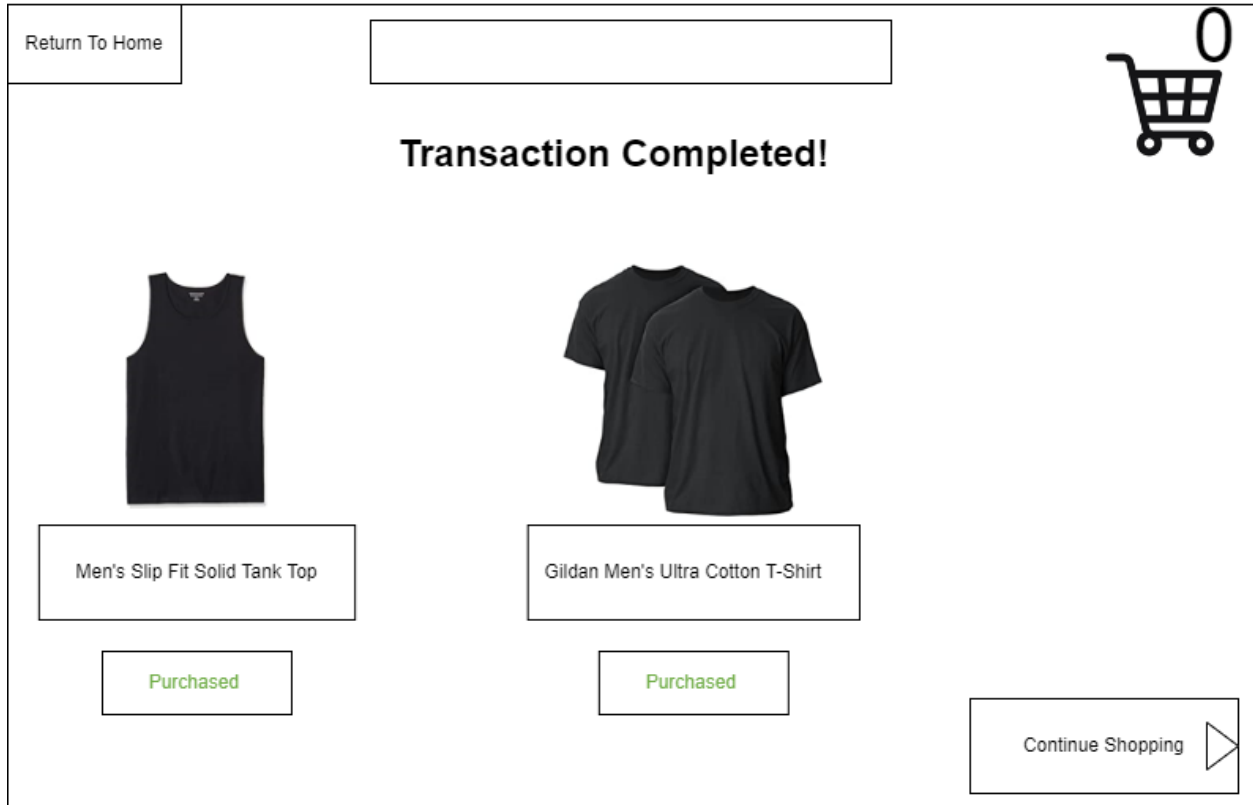 Return To Home
0
Transaction Completed!
Men's Slip Fit Solid Tank Top
Gildan Men's Ultra Cotton T-Shirt
Purchased
Purchased
Continue Shopping